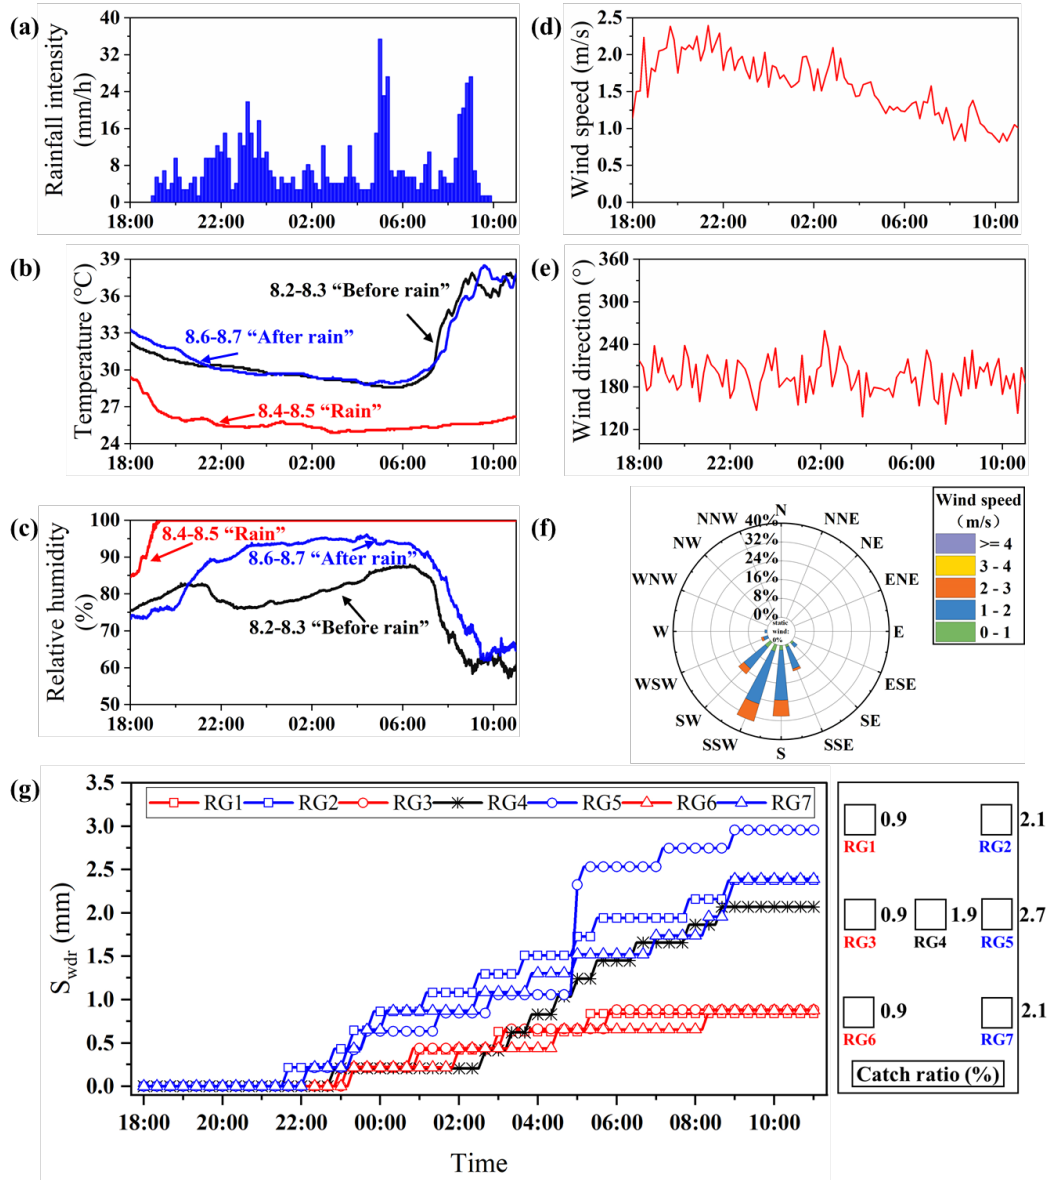 (a)
Rainfall intensity
(mm/h)
40
32
24
16
8
0
18:00 22:00 02:00 06:00 10:00
(d)
Wind speed (m/s)
2.5
2.0
1.5
1.0
0.5
0.0
18:00 22:00 02:00 06:00 10:00
(b)
Temperature (°C)
39
36
33
30
27
24
8.2-8.3 “Before rain”
8.6-8.7 “After rain”
8.4-8.5 “Rain”
18:00 22:00 02:00 06:00 10:00
(e)
Wind direction (°)
360
300
240
180
120
18:00 22:00 02:00 06:00 10:00
(c)
Relative humidity
(%)
100
90
80
70
60
50
8.4-8.5 “Rain”
8.6-8.7 “After rain”
8.2-8.3 “Before rain”
18:00 22:00 02:00 06:00 10:00
(f)
N
NNE
NE
ENE
E
ESE
SE
SSE
S
SSW
SW
WSW
W
WNW
NW
NNW
40%
32%
24%
16%
8%
0%
static
wind:
0%
Wind speed
（m/s）
>= 4
3 - 4
2 - 3
1 - 2
0 - 1
(g)
S wdr (mm)
3.5
3.0
2.5
2.0
1.5
1.0
0.5
0.0
RG1 RG2 RG3 RG4 RG5 RG6 RG7
18:00 20:00 22:00 00:00 02:00 04:00 06:00 08:00 10:00
Time
0.9 2.1
RG1 RG2
0.9 1.9 2.7
RG3 RG4 RG5
0.9 2.1
RG6 RG7
Catch ratio (%)